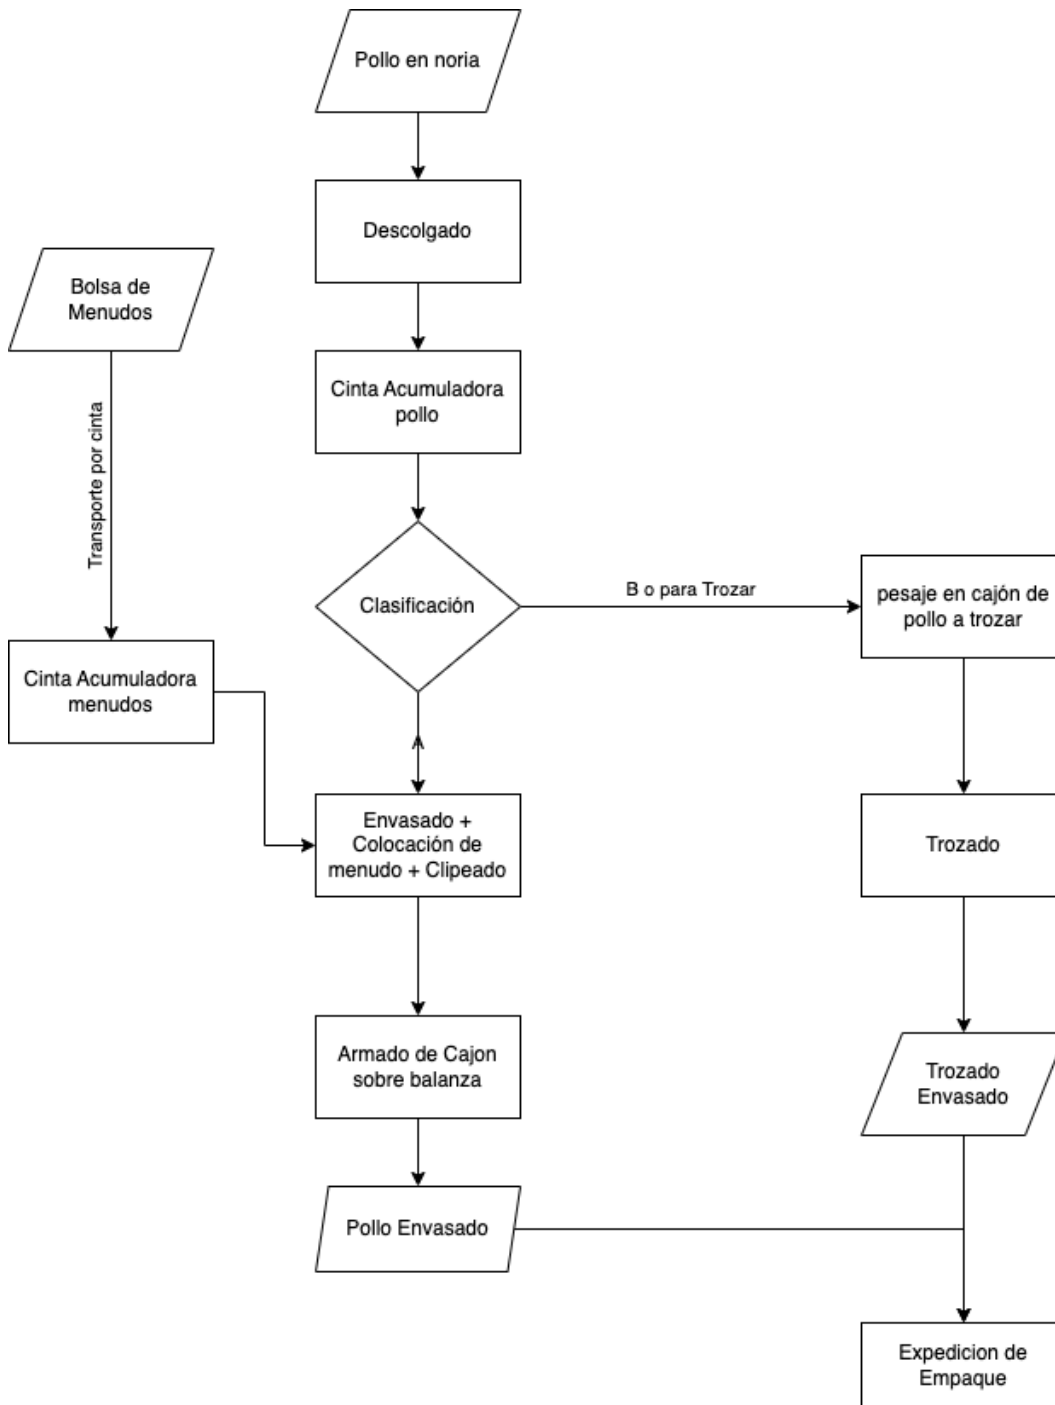 Pollo en noria
Descolgado
Bolsa de
Menudos
Transporte por cinta
Cinta Acumuladora
pollo
Clasificación
B o para Trozar
pesaje en cajón de
pollo a trozar
Cinta Acumuladora
menudos
A
Envasado +
Colocación de
menudo + Clipeado
Trozado
Armado de Cajon
sobre balanza
Trozado
Envasado
Pollo Envasado
Expedicion de
Empaque